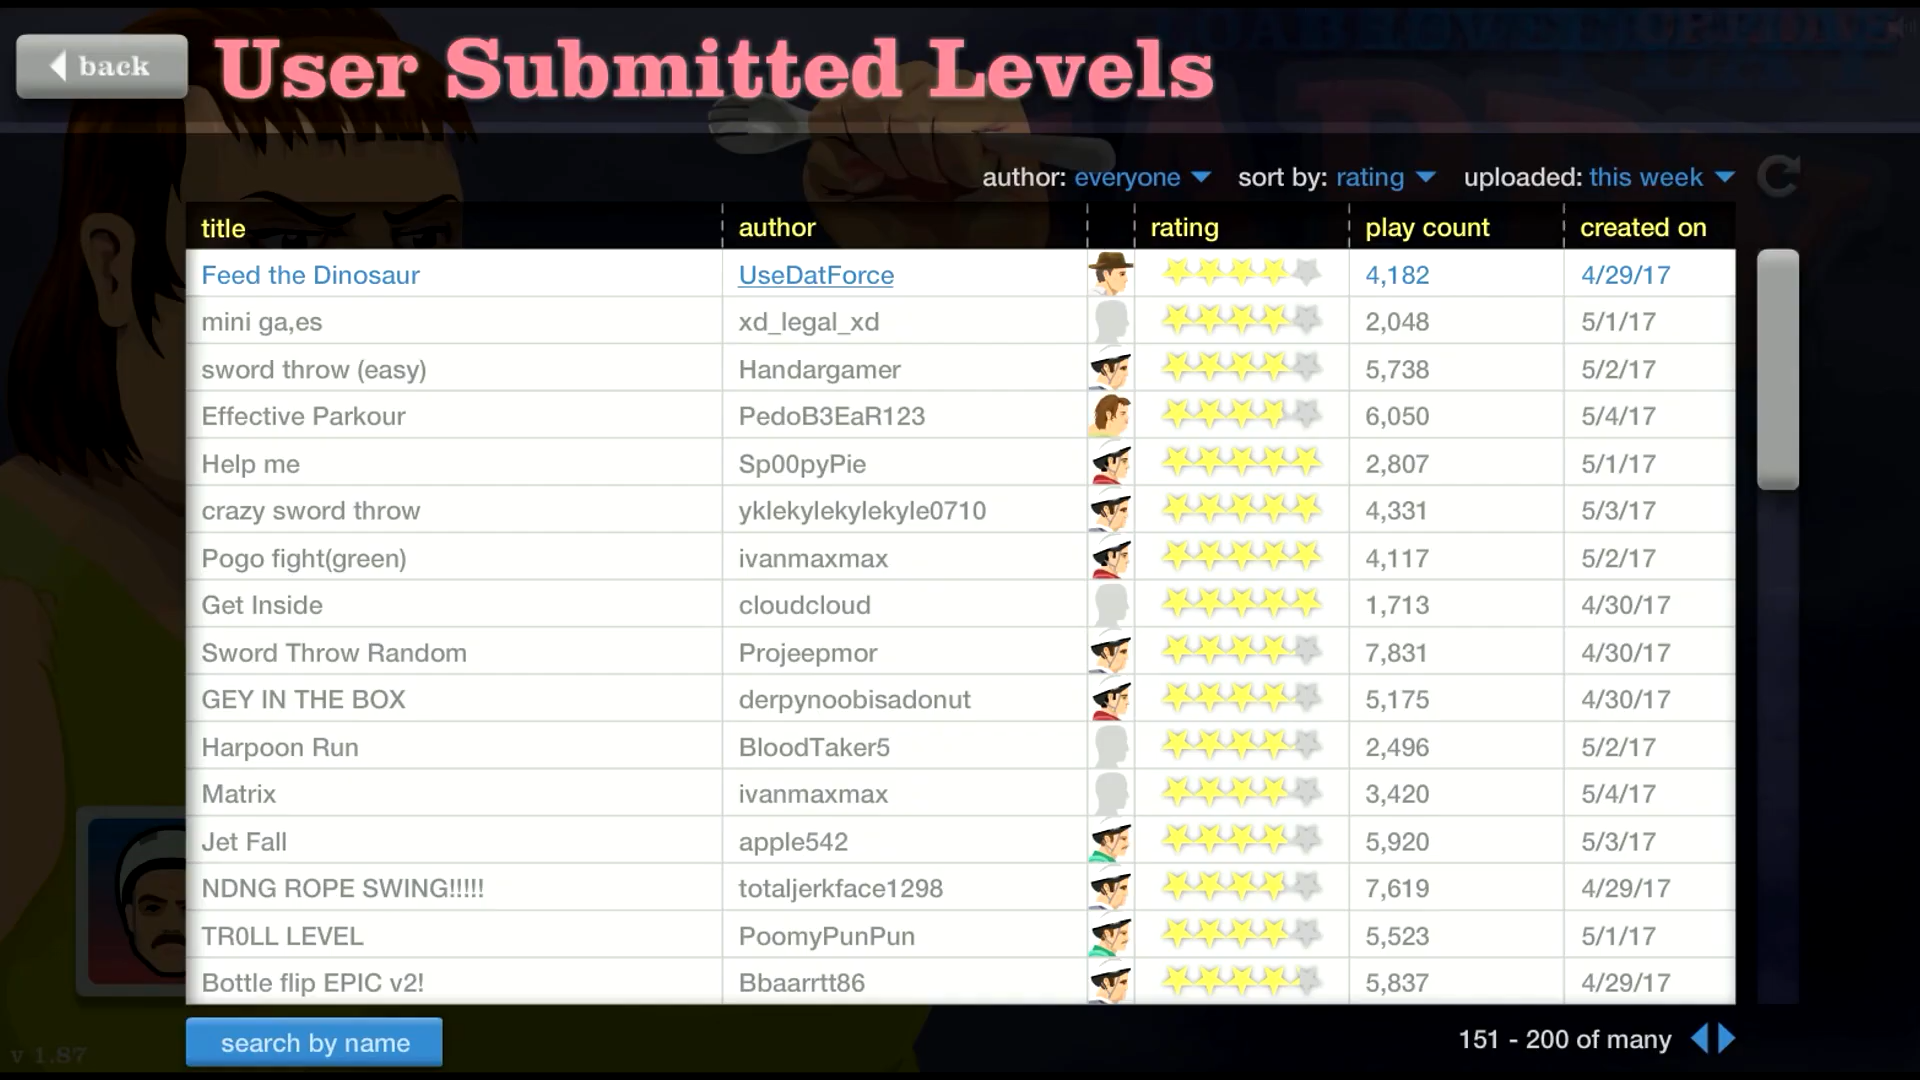 back
User Submitted Levels
author: everyone sort by: rating uploaded: this week
title author rating play count created on
Feed the Dinosaur UseDatForce 4,182 4/29/17
mini ga,es xd_legal_xd 2,048 5/1/17
sword throw (easy) Handargamer 5,738 5/2/17
Effective Parkour PedoB3EaR123 6,050 5/4/17
Help me Sp00pyPie 2,807 5/1/17
crazy sword throw yklekylekylekyle0710 4,331 5/3/17
Pogo fight(green) ivanmaxmax 4,117 5/2/17
Get Inside cloudcloud 1,713 4/30/17
Sword Throw Random Projeepmor 7,831 4/30/17
GEY IN THE BOX derpynoobisadonut 5,175 4/30/17
Harpoon Run BloodTaker5 2,496 5/2/17
Matrix ivanmaxmax 3,420 5/4/17
Jet Fall apple542 5,920 5/3/17
NDNG ROPE SWING!!!!! totaljerkface1298 7,619 4/29/17
TR0LL LEVEL PoomyPunPun 5,523 5/1/17
Bottle flip EPIC v2! Bbaarrtt86 5,837 4/29/17
search by name 151 - 200 of many
v 1.87